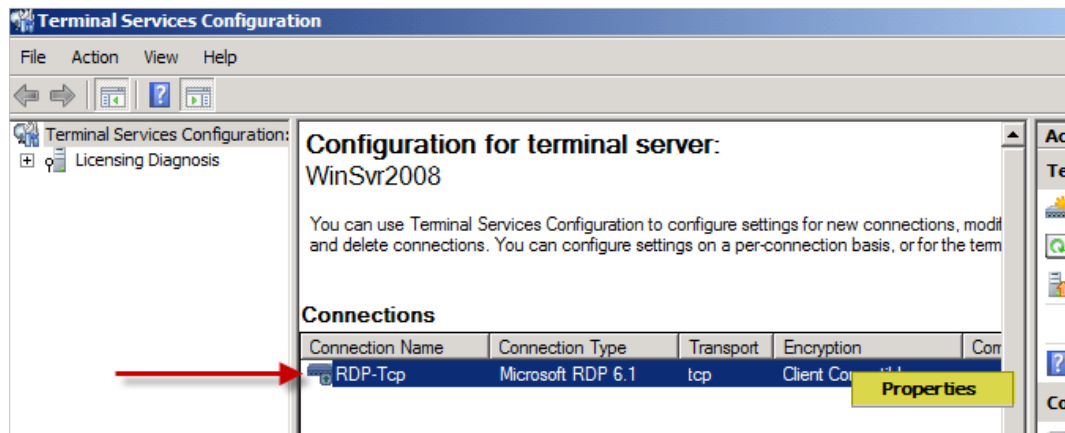 Terminal Services Configuration
File Action View Help
Terminal Services Configuration:
Licensing Diagnosis
Configuration for terminal server:
WinSvr2008
You can use Terminal Services Configuration to configure settings for new connections, modif
and delete connections. You can configure settings on a per-connection basis, or for the term
Connections
Connection Name Connection Type Transport Encryption Com
RDP-Tcp Microsoft RDP 6.1 tcp Client
Properties
Ac
Te
Co